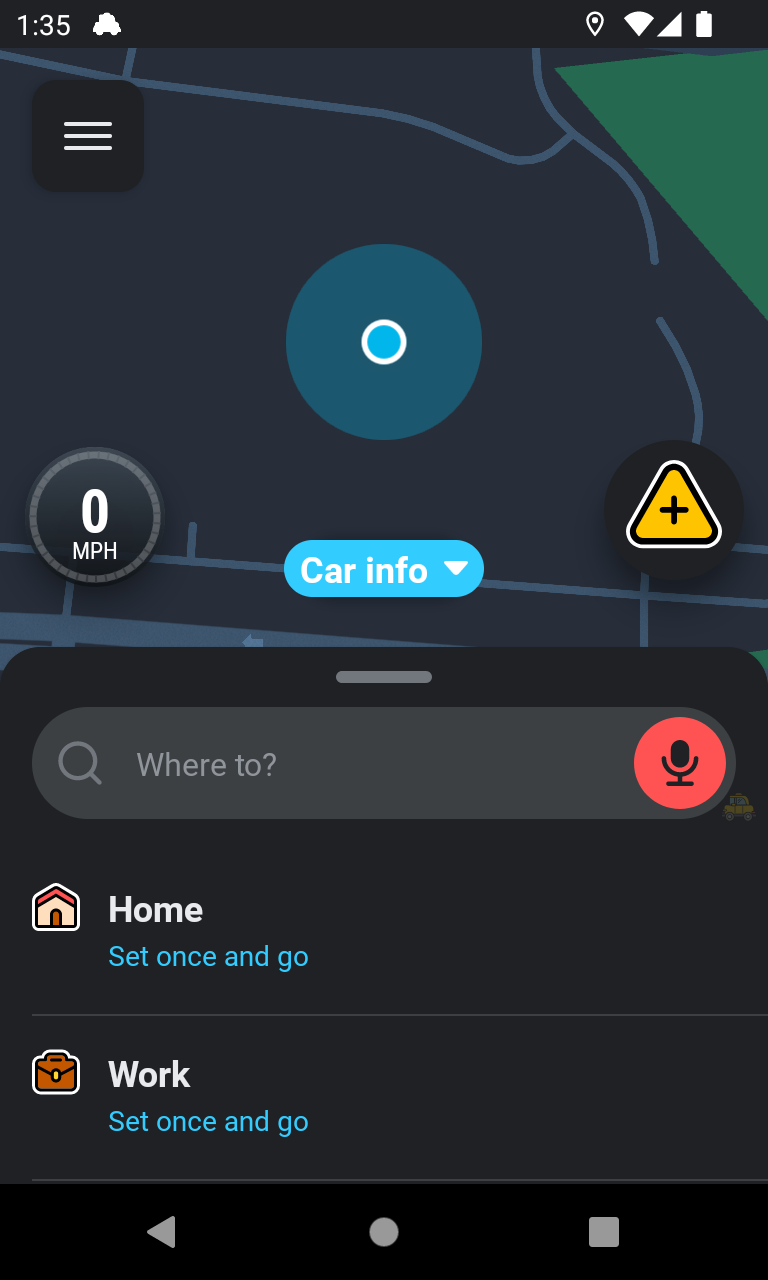 1:35
0
MPH
Car info
Where to?
Home
Set once and go
Work
Set once and go